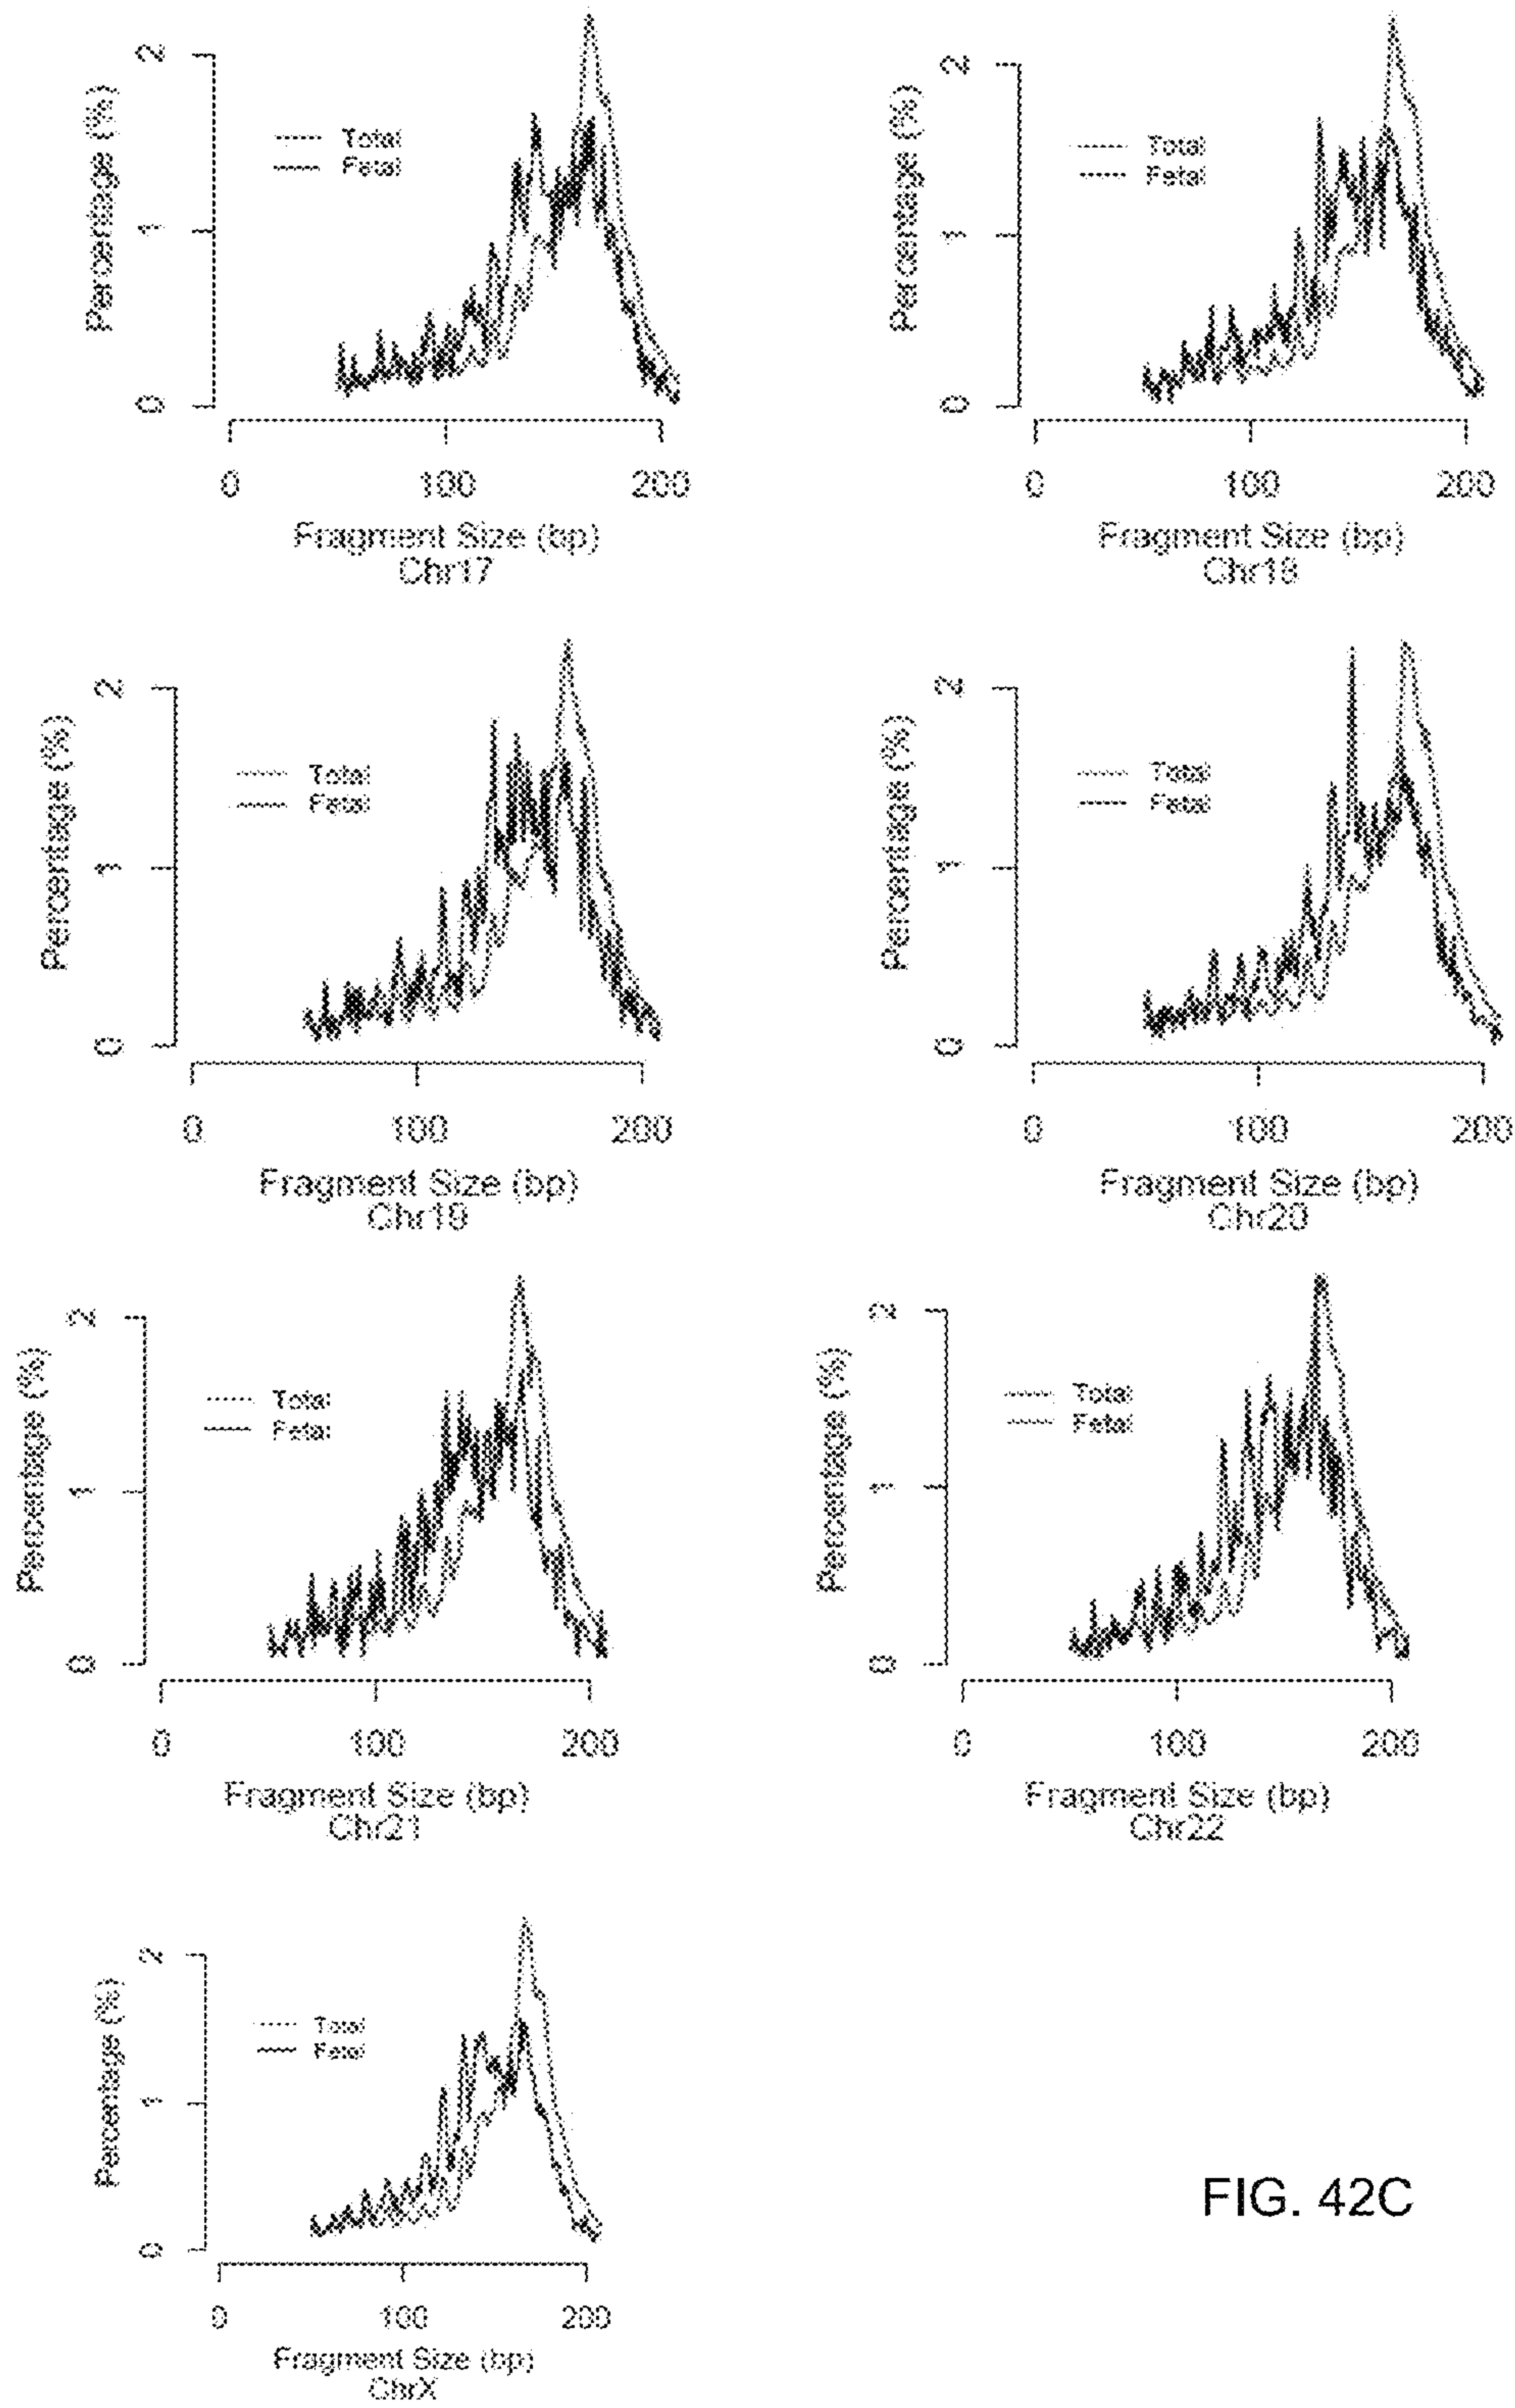 2
1
0
Percentage (%)
Total
Fetal
0 100 200
Fragment Size (bp)
Chr17
2
1
0
Percentage (%)
Total
Fetal
0 100 200
Fragment Size (bp)
Chr18
2
1
0
Percentage (%)
Total
Fetal
0 100 200
Fragment Size (bp)
Chr19
2
1
0
Percentage (%)
Total
Fetal
0 100 200
Fragment Size (bp)
Chr20
2
1
0
Percentage (%)
Total
Fetal
0 100 200
Fragment Size (bp)
Chr21
2
1
0
Percentage (%)
Total
Fetal
0 100 200
Fragment Size (bp)
Chr22
2
1
0
Percentage (%)
Total
Fetal
0 100 200
Fragment Size (bp)
ChrX
FIG. 42C